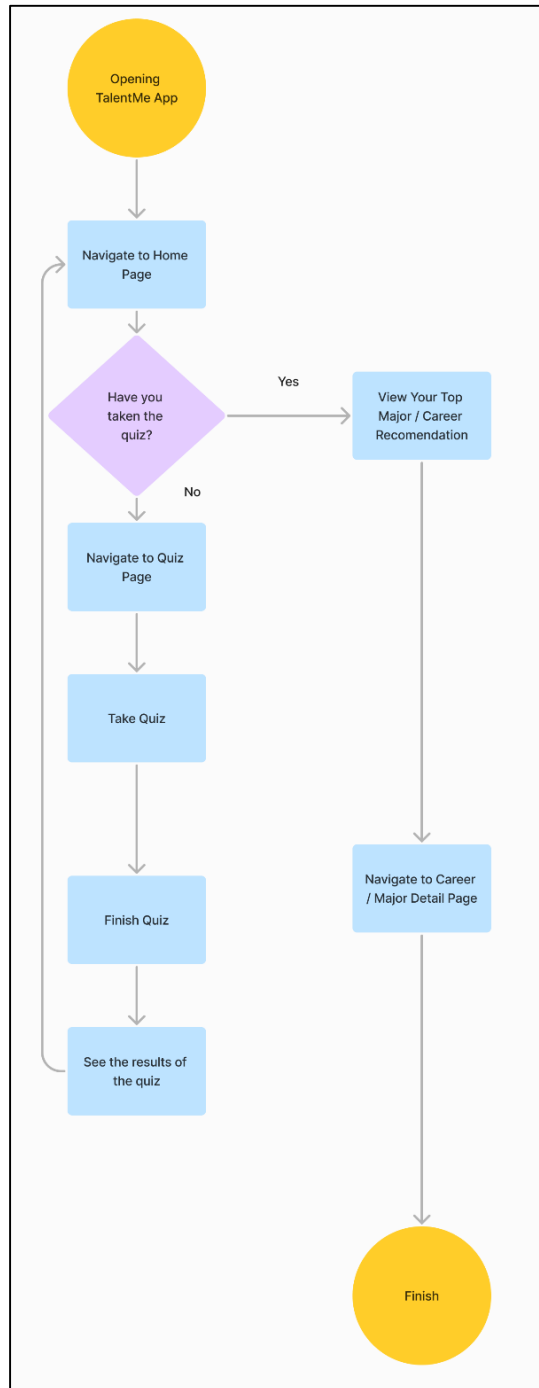 Opening
TalentMe App
Navigate to Home
Page
Have you
taken the
quiz?
Yes
View Your Top
Major / Career
Recomendation
No
Navigate to Quiz
Page
Take Quiz
Navigate to Career
/ Major Detail Page
Finish Quiz
See the results of
the quiz
Finish